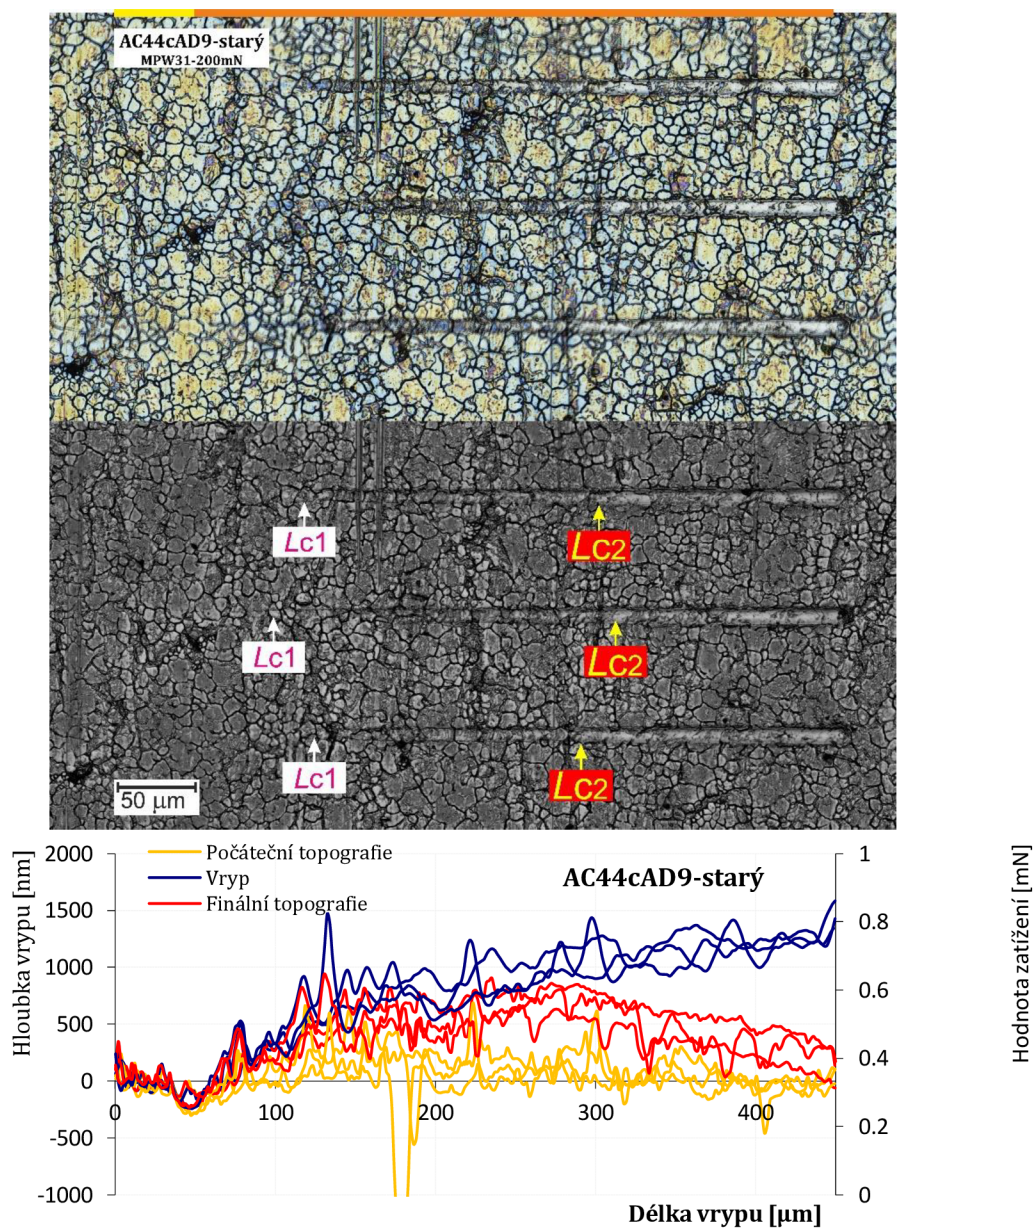 AC44cAD9-starý
MPW31-200mN
Lc1
Lc2
Lc1
Lc2
Lc1
Lc2
50 μm
Hloubka vrypu [nm]
2000
1500
1000
500
0
-500
-1000
Počáteční topografie
Vryp
Finální topografie
AC44cAD9-starý
0
100
200
300
400
1
0.8
0.6
0.4
0.2
0
Hodnota zatížení [mN]
Délka vrypu [μm]